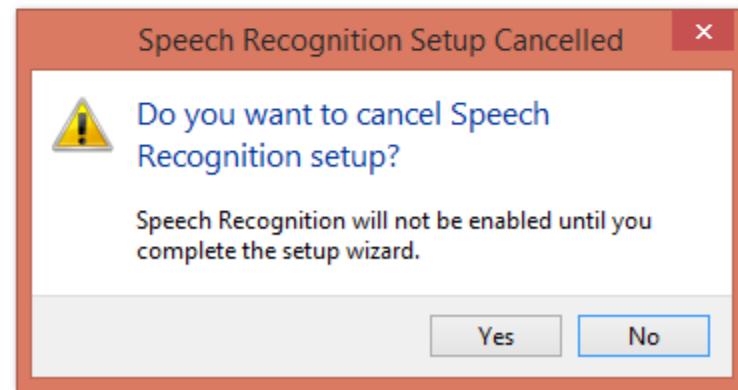 Speech Recognition Setup Cancelled
Do you want to cancel Speech
Recognition setup?
Speech Recognition will not be enabled until you
complete the setup wizard.
Yes No